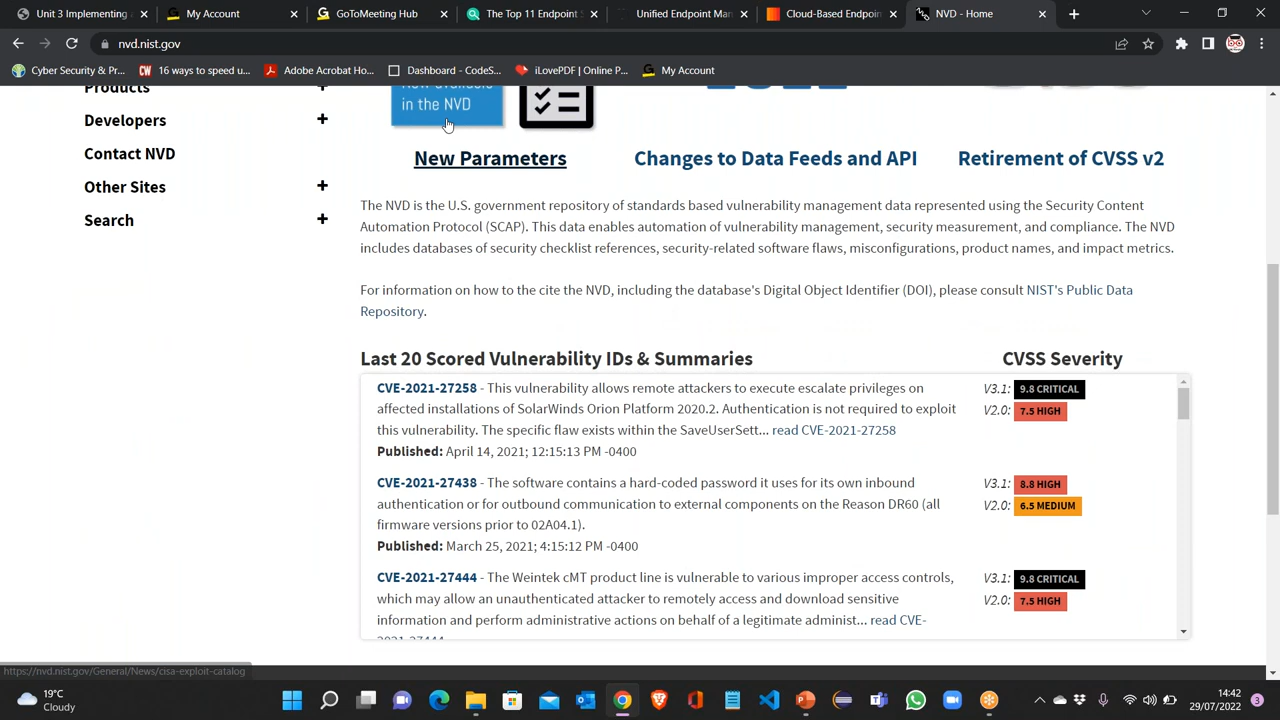 Unit 3 Implementing
My Account
GoToMeeting Hub
The Top 11 Endpoint S
Unified Endpoint Man
Cloud-Based Endpoin
NVD - Home
nvd.nist.gov
Cyber Security & Pr...
16 ways to speed u...
Adobe Acrobat Ho...
Dashboard - CodeS...
iLovePDF | Online P...
My Account
Products
Developers
Contact NVD
Other Sites
Search
New available
in the NVD
New Parameters
Changes to Data Feeds and API
Retirement of CVSS v2
The NVD is the U.S. government repository of standards based vulnerability management data represented using the Security Content
Automation Protocol (SCAP). This data enables automation of vulnerability management, security measurement, and compliance. The NVD
includes databases of security checklist references, security-related software flaws, misconfigurations, product names, and impact metrics.
For information on how to the cite the NVD, including the database's Digital Object Identifier (DOI), please consult NIST's Public Data
Repository.
Last 20 Scored Vulnerability IDs & Summaries
CVSS Severity
CVE-2021-27258 - This vulnerability allows remote attackers to execute escalate privileges on
affected installations of SolarWinds Orion Platform 2020.2. Authentication is not required to exploit
this vulnerability. The specific flaw exists within the SaveUserSett... read CVE-2021-27258
Published: April 14, 2021; 12:15:13 PM -0400
V3.1: 9.8 CRITICAL
V2.0: 7.5 HIGH
CVE-2021-27438 - The software contains a hard-coded password it uses for its own inbound
authentication or for outbound communication to external components on the Reason DR60 (all
firmware versions prior to 02A04.1).
Published: March 25, 2021; 4:15:12 PM -0400
V3.1: 8.8 HIGH
V2.0: 6.5 MEDIUM
CVE-2021-27444 - The Weintek cMT product line is vulnerable to various improper access controls,
which may allow an unauthenticated attacker to remotely access and download sensitive
information and perform administrative actions on behalf of a legitimate administ... read CVE-
2021-27444
V3.1: 9.8 CRITICAL
V2.0: 7.5 HIGH
https://nvd.nist.gov/General/News/cisa-exploit-catalog
19°C
Cloudy
14:42
29/07/2022
3